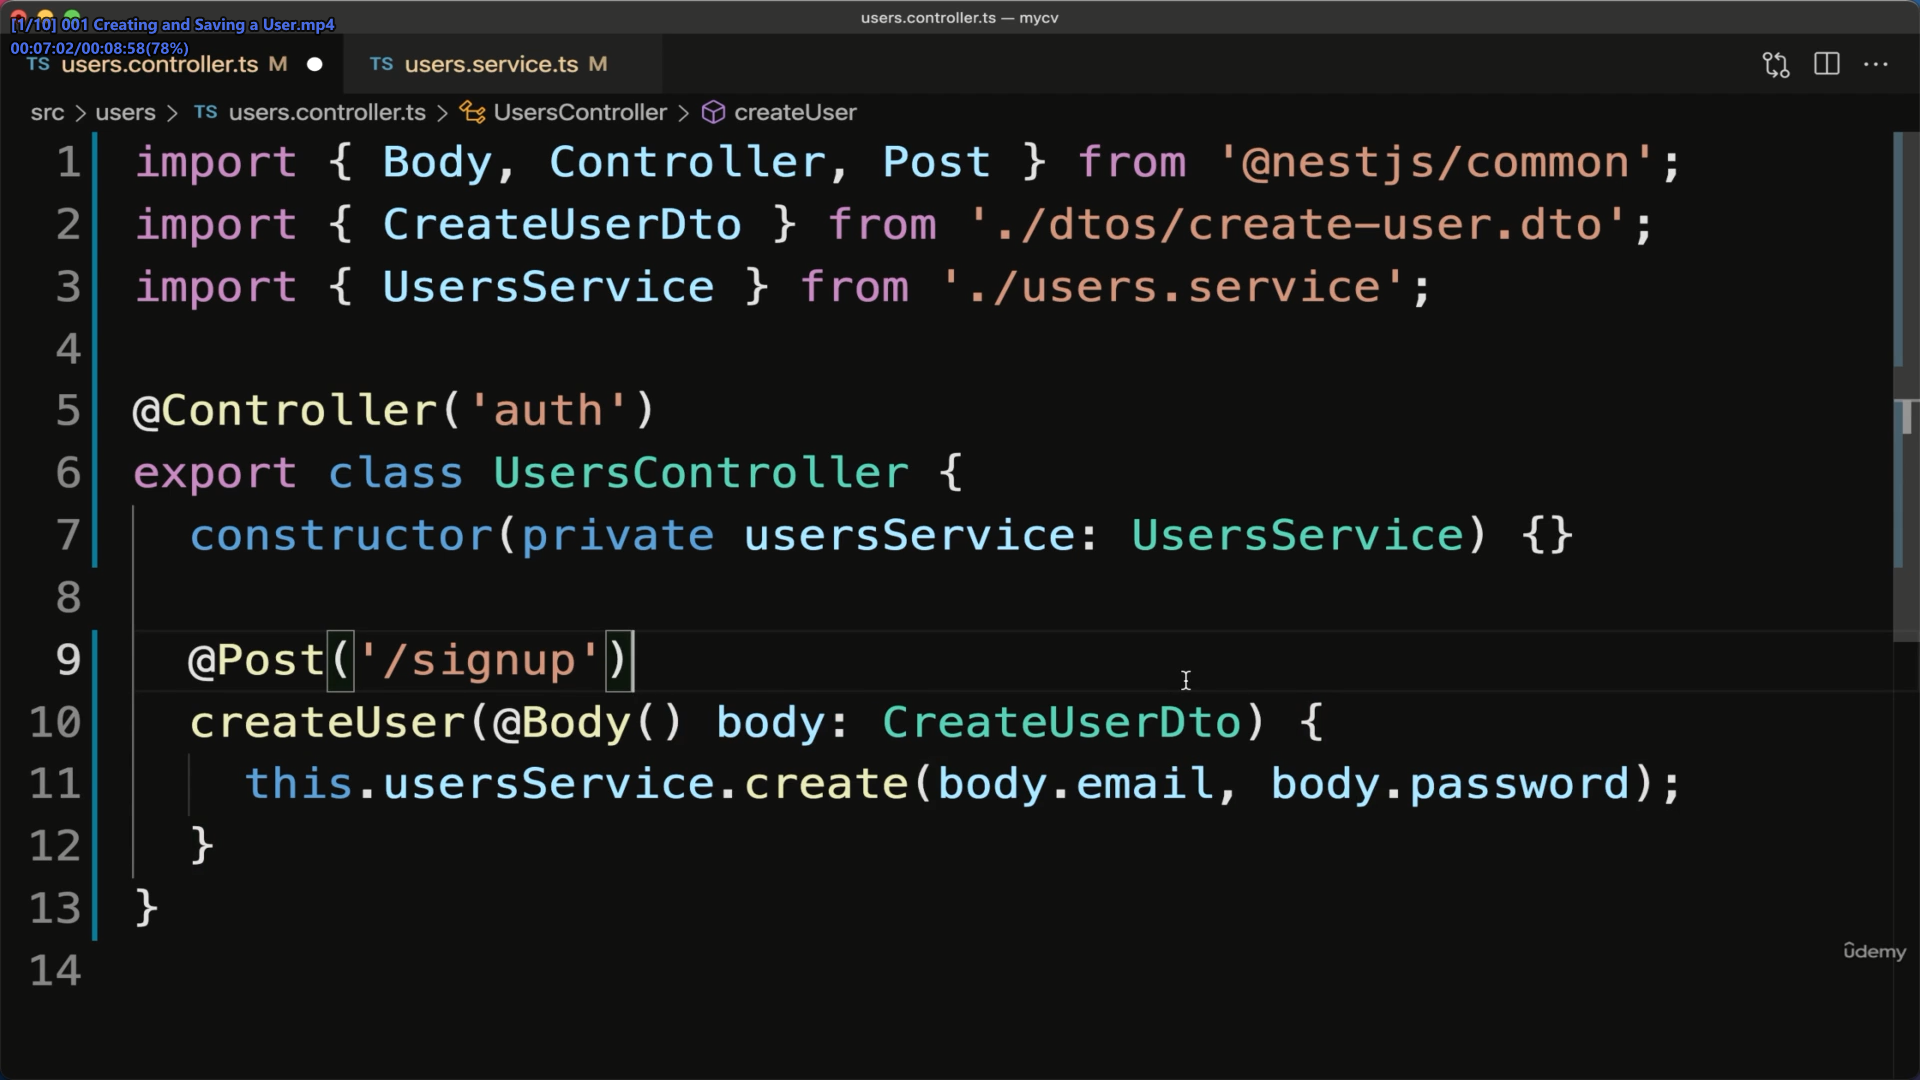 users.controller.ts — mycv
[1/10] 001 Creating and Saving a User.mp4
00:07:02/00:08:58(78%)
TS users.controller.ts M
TS users.service.ts M
src > users > TS users.controller.ts > UsersController > createUser
1 import { Body, Controller, Post } from '@nestjs/common';
2 import { CreateUserDto } from './dtos/create-user.dto';
3 import { UsersService } from './users.service';
4
5 @Controller('auth')
6 export class UsersController {
7 constructor(private usersService: UsersService) {}
8
9 @Post('/signup')
10 createUser(@Body() body: CreateUserDto) {
11 this.usersService.create(body.email, body.password);
12 }
13 }
14
ûdemy